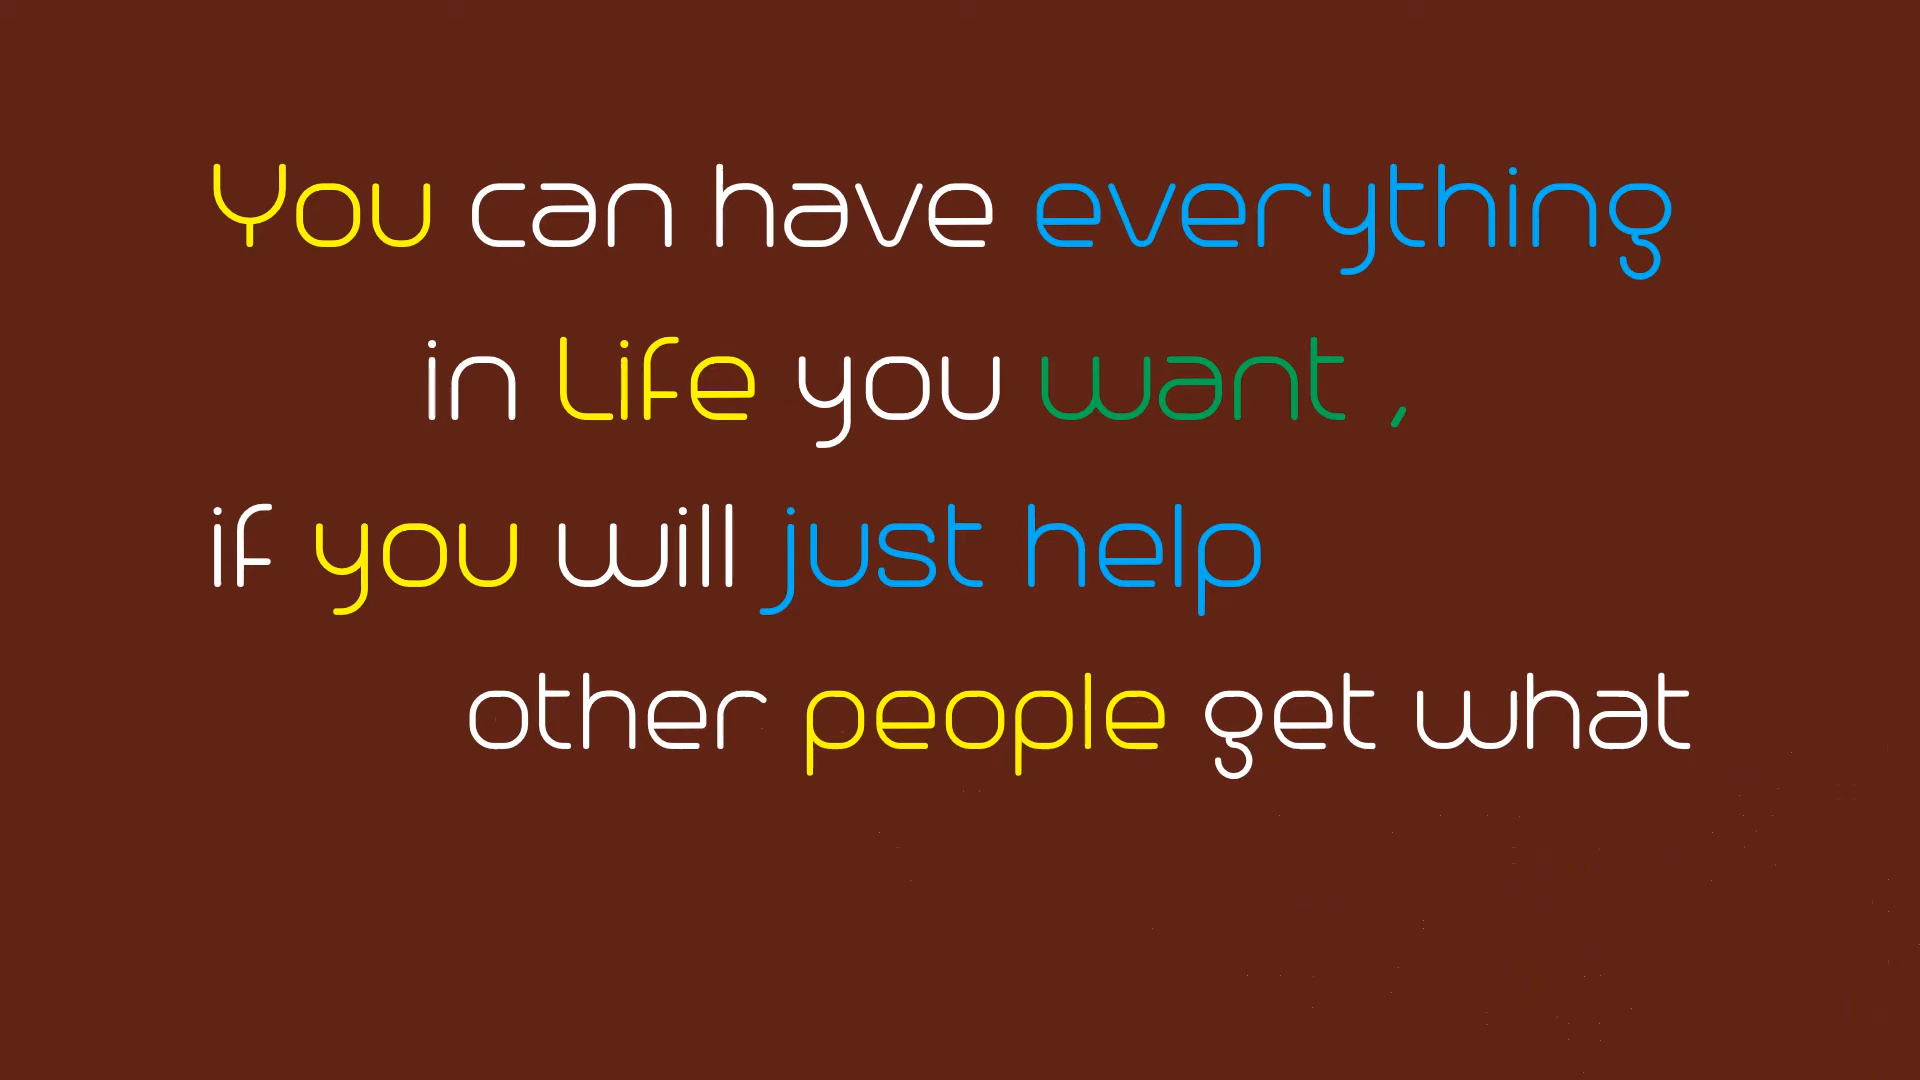 You can have everything
in Life you want ,
if you will just help
other people get what